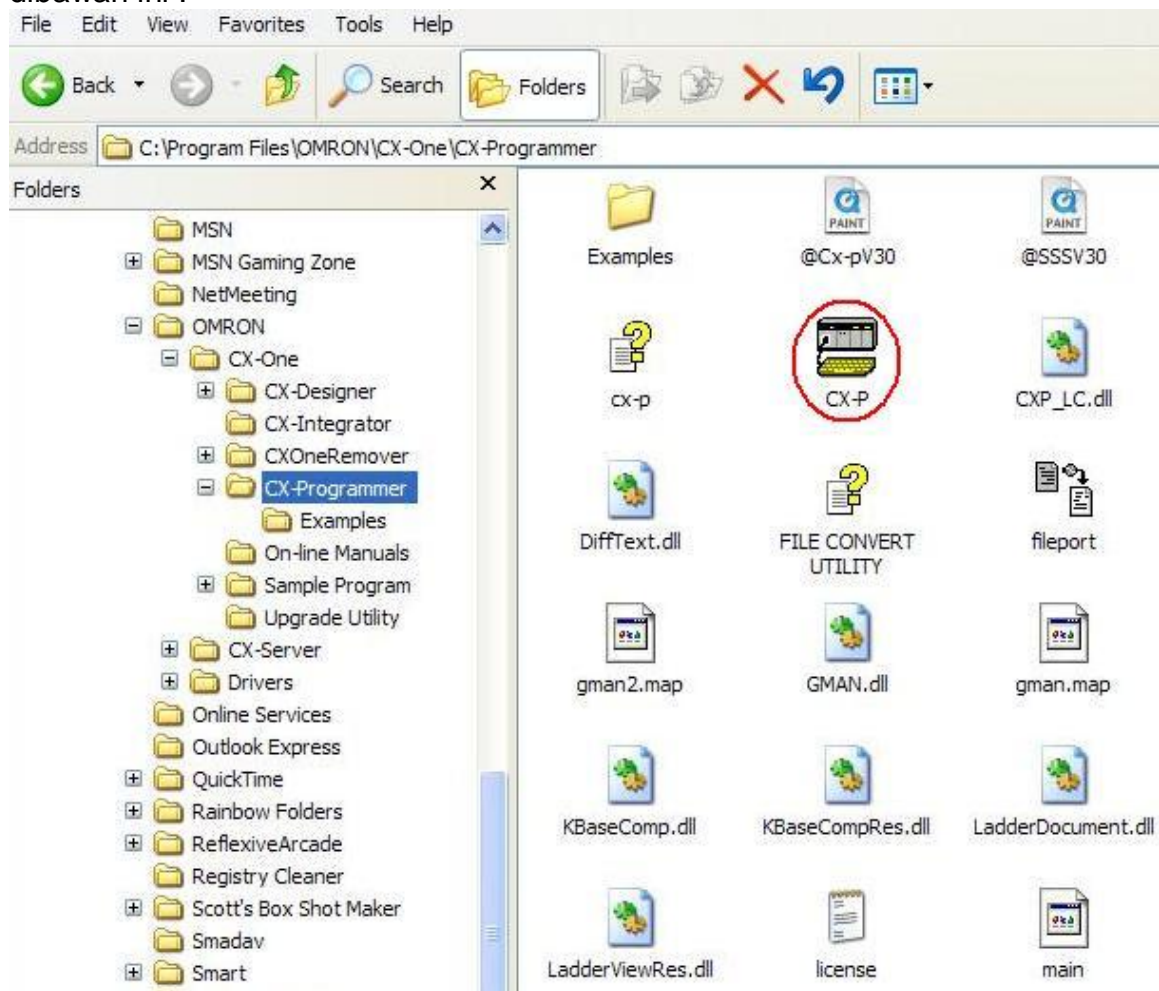 dibawah ini :
File Edit View Favorites Tools Help
Back Search Folders
Address C:\Program Files\OMRON\CX-One\CX-Programmer
Folders
MSN
MSN Gaming Zone
NetMeeting
OMRON
CX-One
CX-Designer
CX-Integrator
CXOneRemover
CX-Programmer
Examples
On-line Manuals
Sample Program
Upgrade Utility
CX-Server
Drivers
Online Services
Outlook Express
QuickTime
Rainbow Folders
ReflexiveArcade
Registry Cleaner
Scott's Box Shot Maker
Smadav
Smart
PAINT PAINT
Examples @Cx-pV30 @SSSV30
cx-p CX-P CXP_LC.dll
DiffText.dll FILE CONVERT fileport
UTILITY
gman2.map GMAN.dll gman.map
KBaseComp.dll KBaseCompRes.dll LadderDocument.dll
LadderViewRes.dll license main